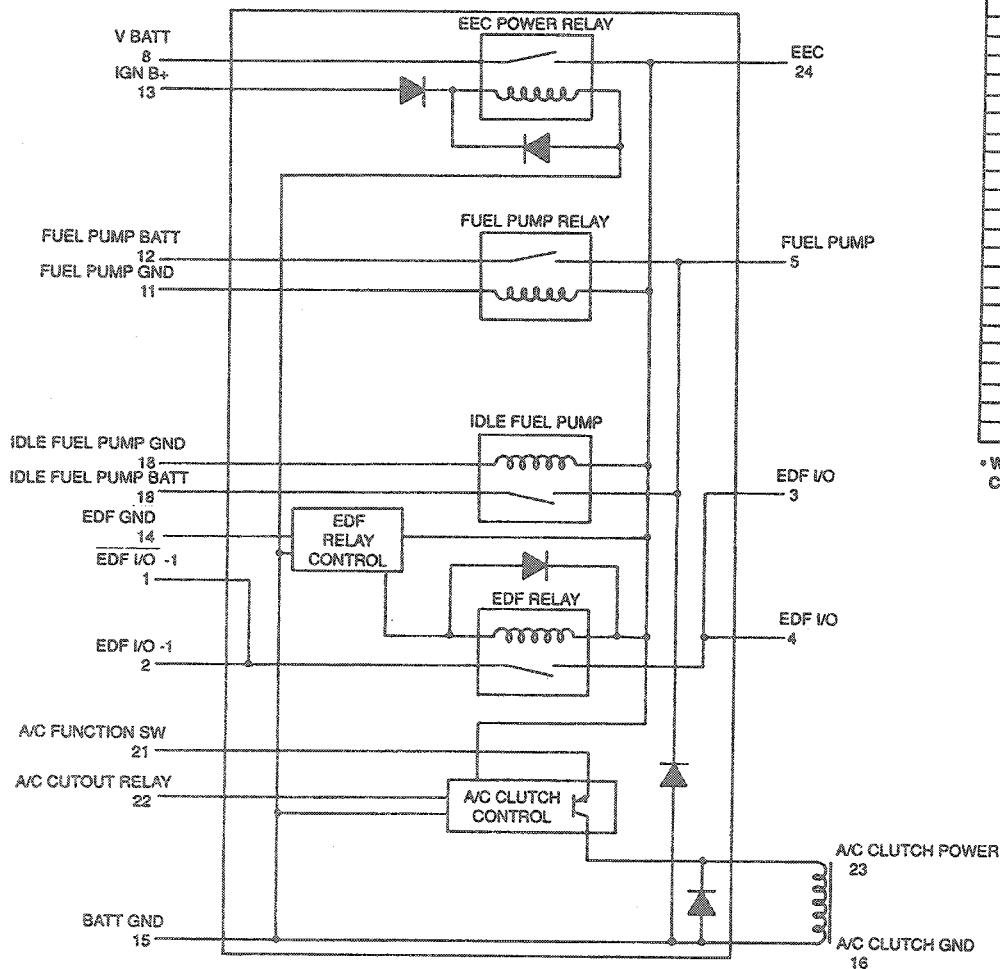 EEC POWER RELAY
V BATT
8
IGN B+
13
EEC
24
FUEL PUMP RELAY
FUEL PUMP BATT
12
FUEL PUMP GND
11
FUEL PUMP
5
IDLE FUEL PUMP
IDLE FUEL PUMP GND
18
IDLE FUEL PUMP BATT
18
EDF I/O
3
EDF GND
14
EDF
RELAY
CONTROL
EDF I/O -1
1
EDF RELAY
EDF I/O
4
EDF I/O -1
2
A/C FUNCTION SW
21
A/C CUTOUT RELAY
22
A/C CLUTCH
CONTROL
A/C CLUTCH POWER
23
BATT GND
15
A/C CLUTCH GND
16
* W
C